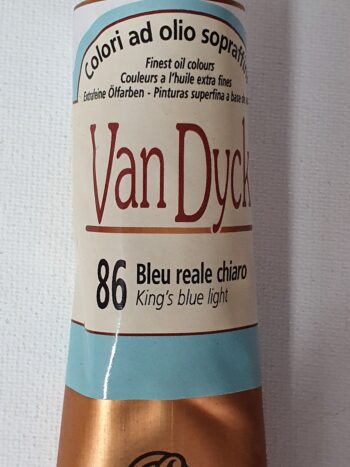 Colori ad olio sopraffi
Finest oil colours
Couleurs a l'huile extra fines
Extrafeine Ölfarben - Pinturas superfina a base de
Van Dyck
86 Bleu reale chiaro
King's blue light